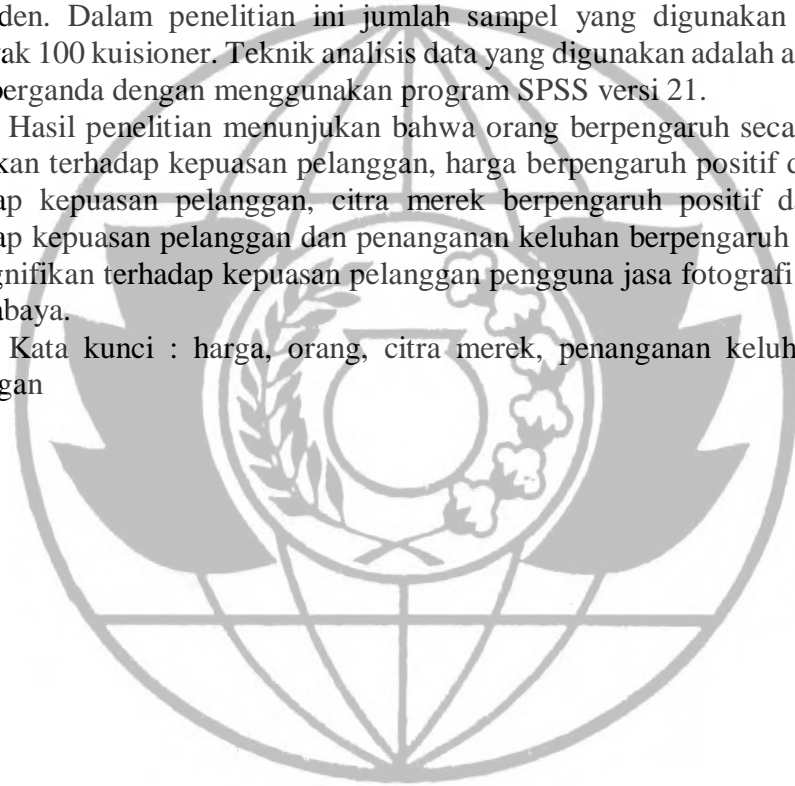 den. Dalam penelitian ini jumlah sampel yang digunakan
ak 100 kuisioner. Teknik analisis data yang digunakan adalah a
berganda dengan menggunakan program SPSS versi 21.
Hasil penelitian menunjukan bahwa orang berpengaruh seca
kan terhadap kepuasan pelanggan, harga berpengaruh positif d
ap kepuasan pelanggan, citra merek berpengaruh positif da
ap kepuasan pelanggan dan penanganan keluhan berpengaruh
gnifikan terhadap kepuasan pelanggan pengguna jasa fotografi
abaya.
Kata kunci : harga, orang, citra merek, penanganan keluh
gan